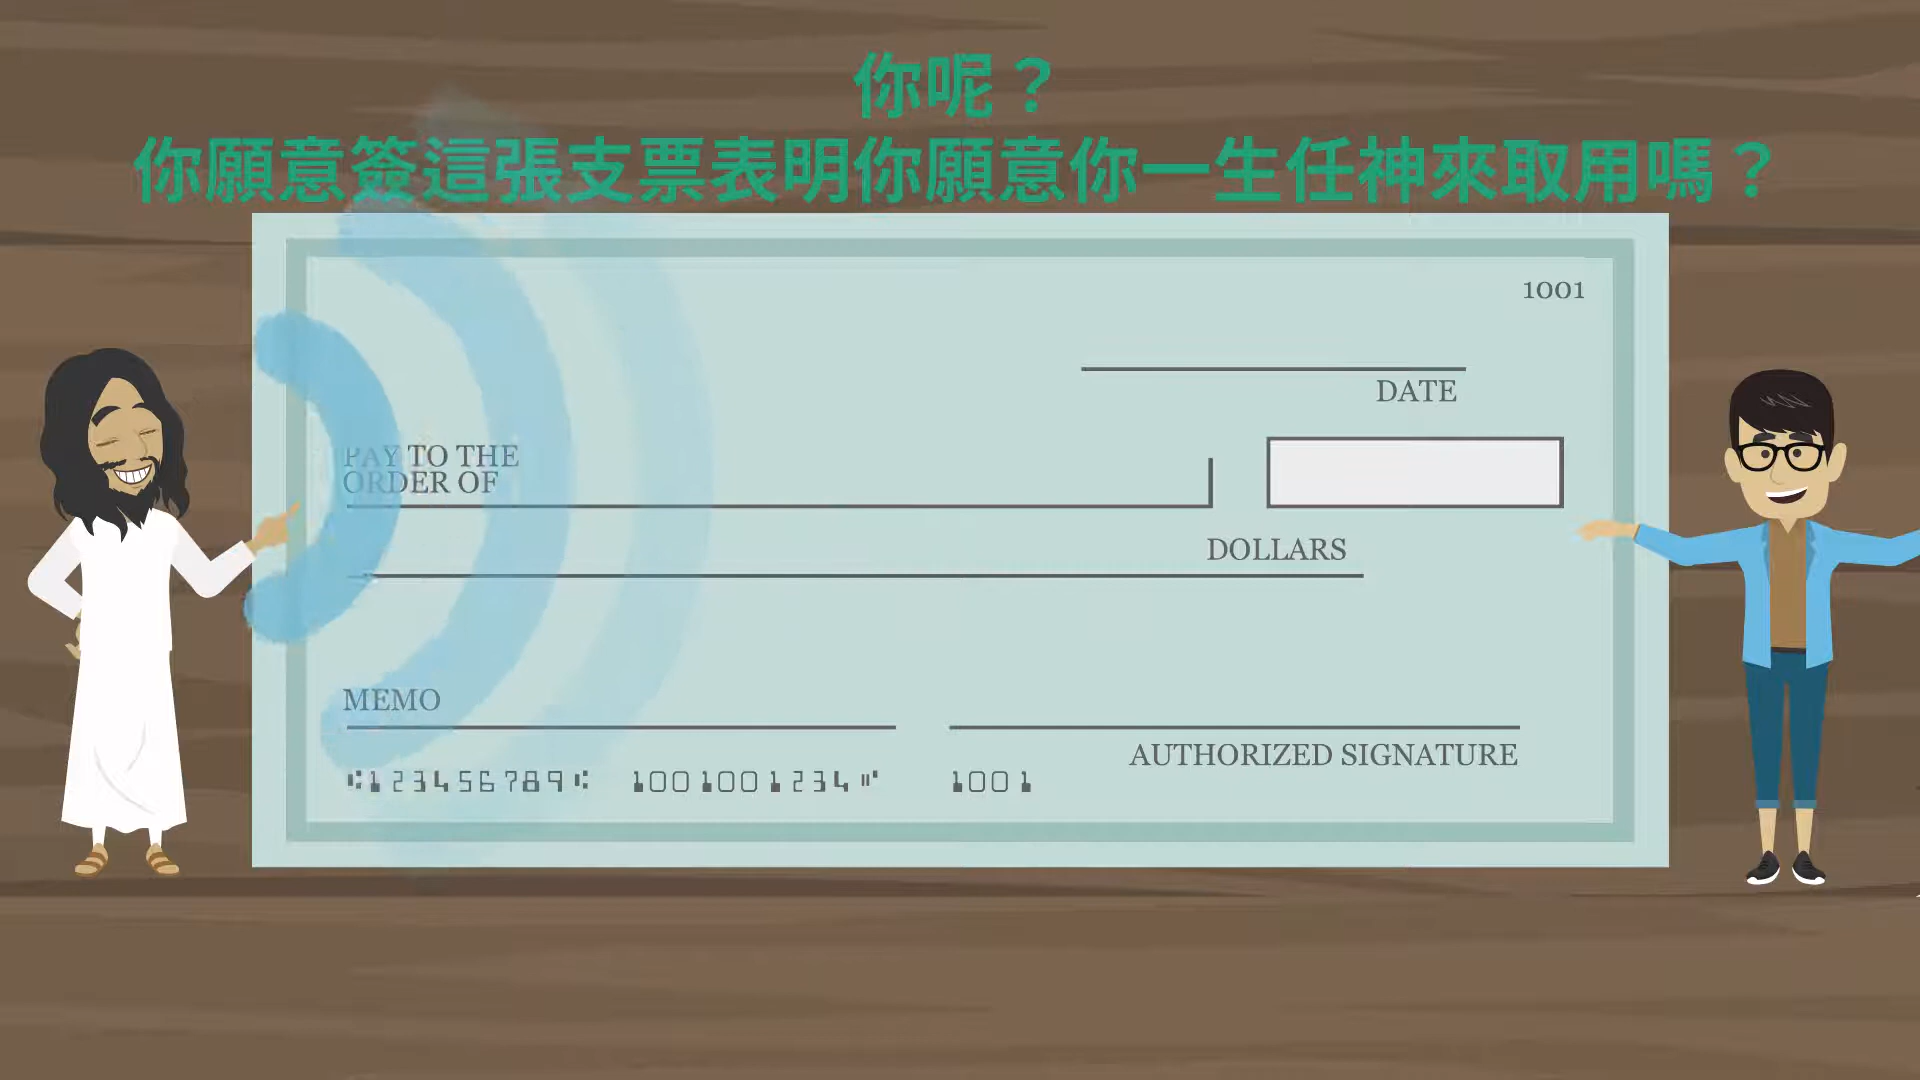 你呢？
你願意簽這張支票表明你願意你一生任神來取用嗎？
1001
DATE
PAY TO THE
ORDER OF
DOLLARS
MEMO
AUTHORIZED SIGNATURE
⑆123456789⑆ 1001001234⑈ 1001